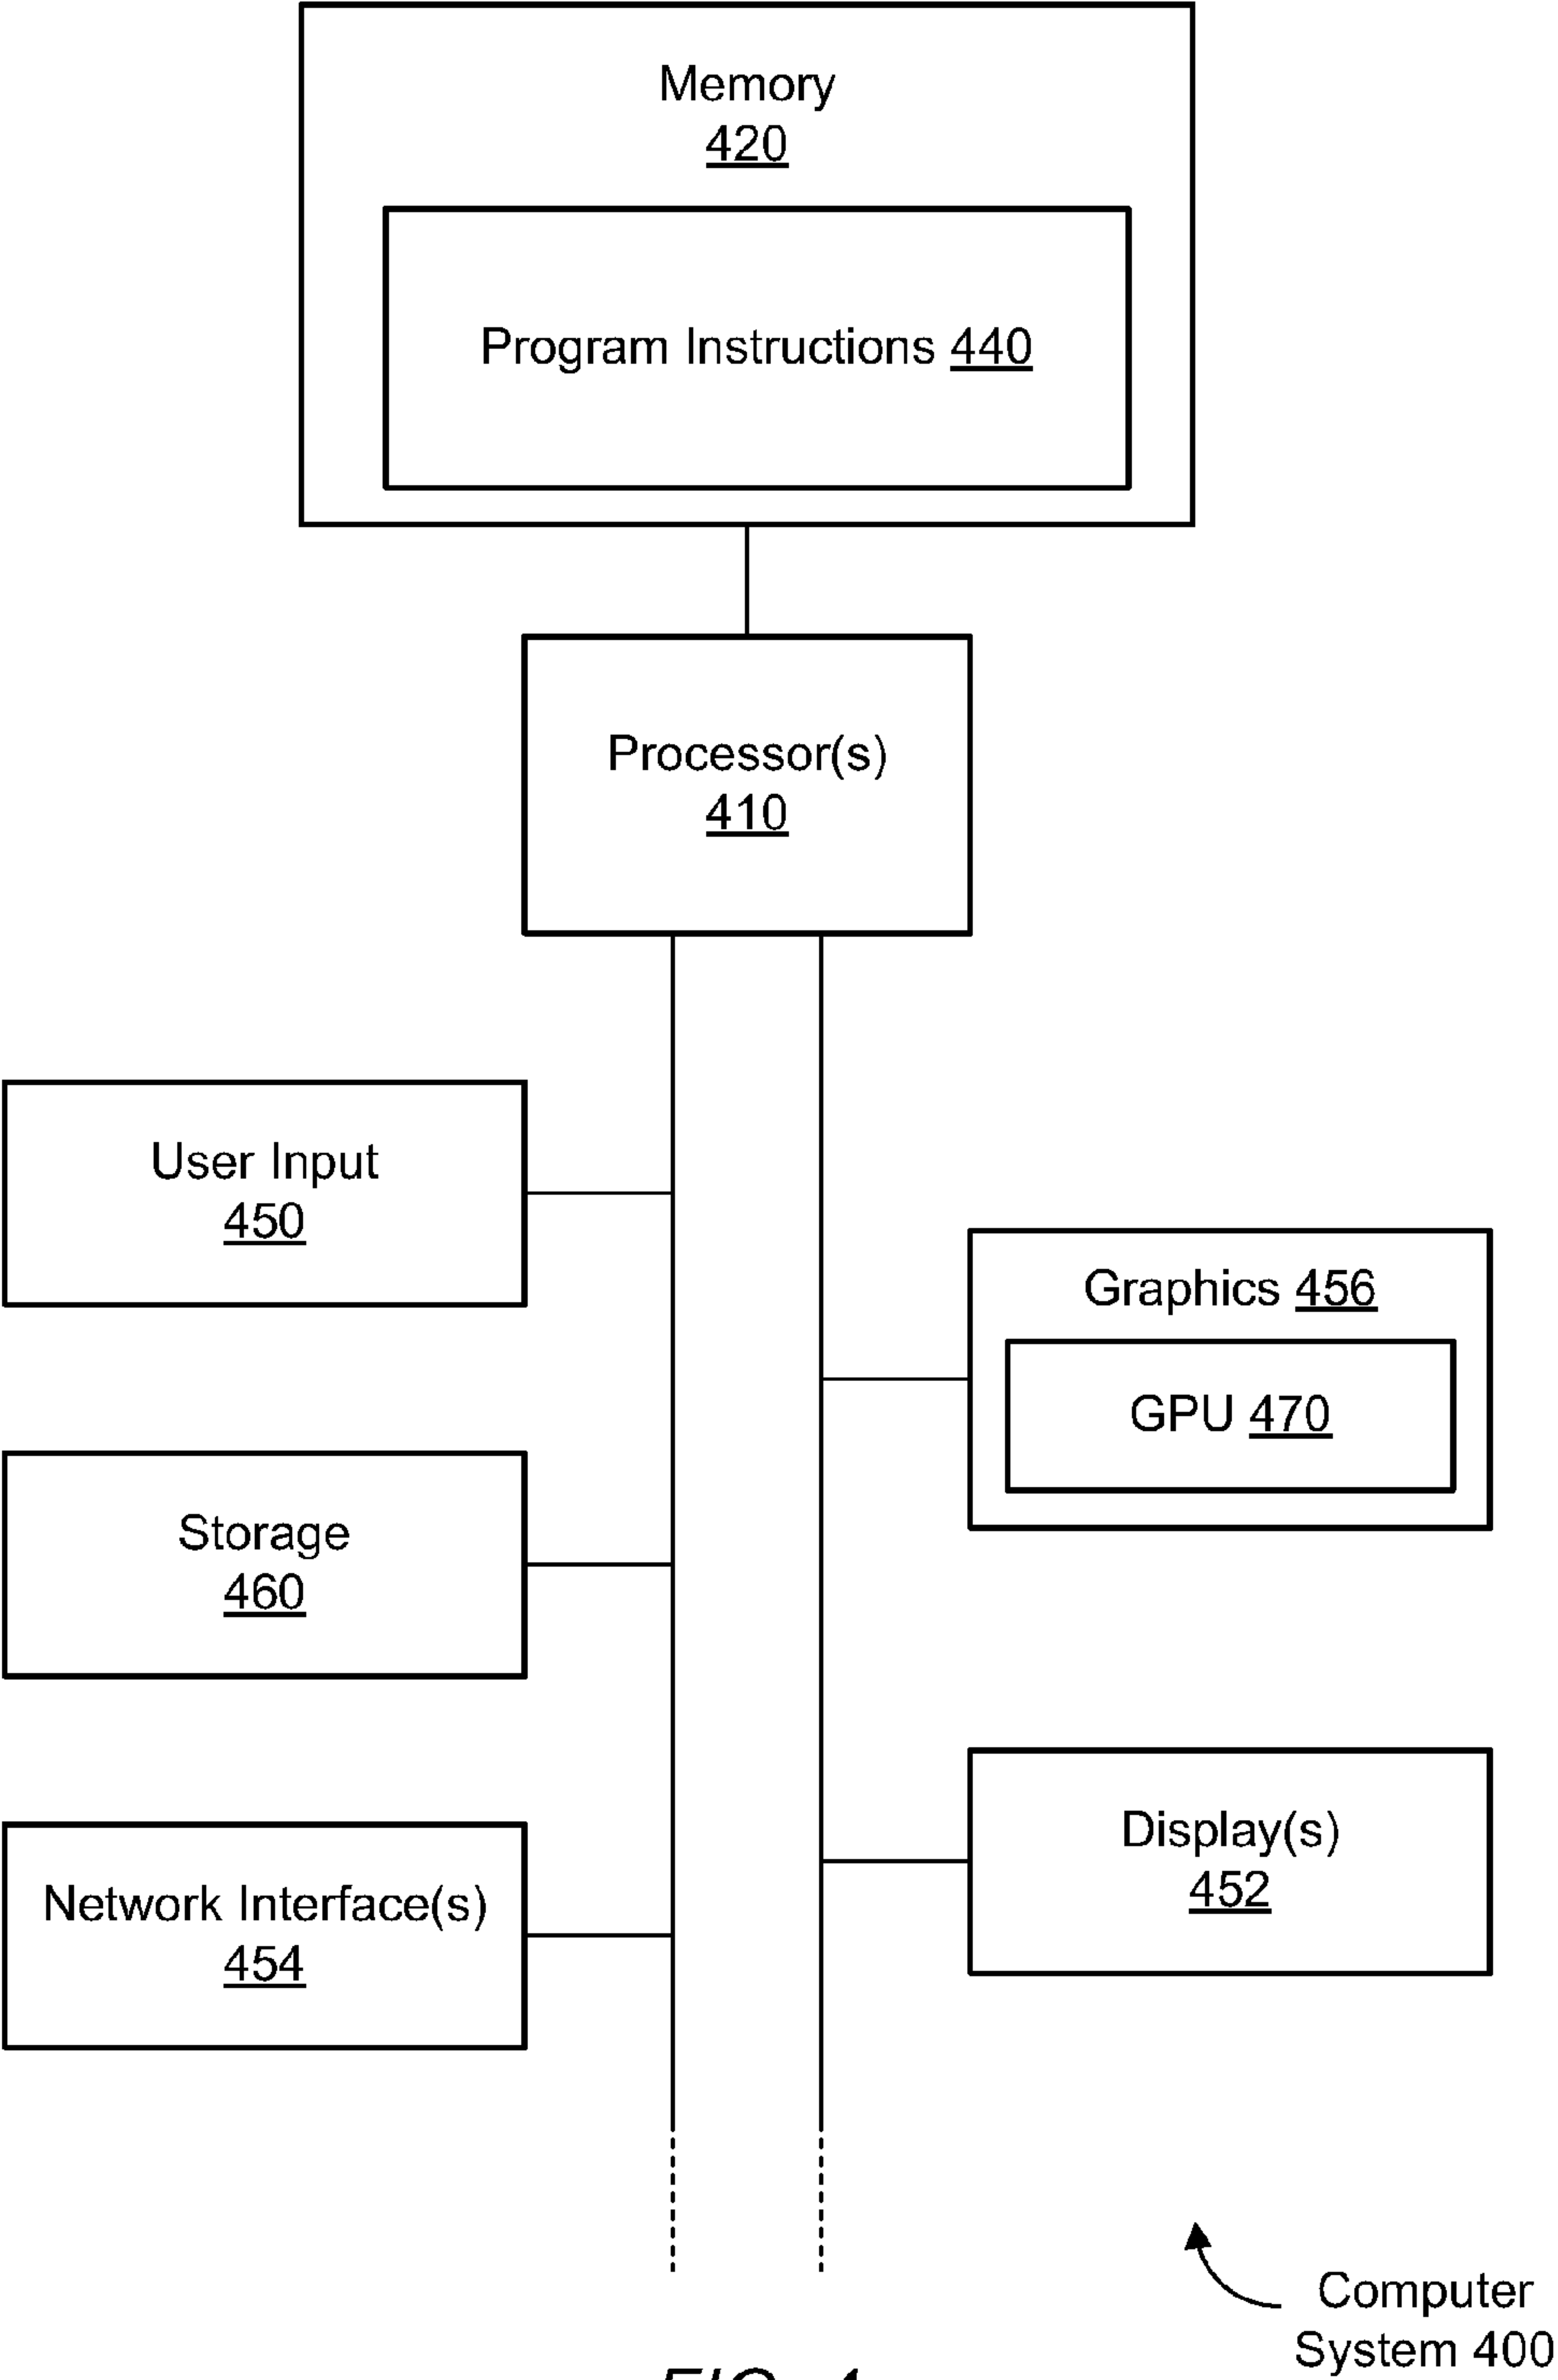 Memory
420
Program Instructions 440
Processor(s)
410
User Input
450
Graphics 456
GPU 470
Storage
460
Display(s)
452
Network Interface(s)
454
Computer
System 400